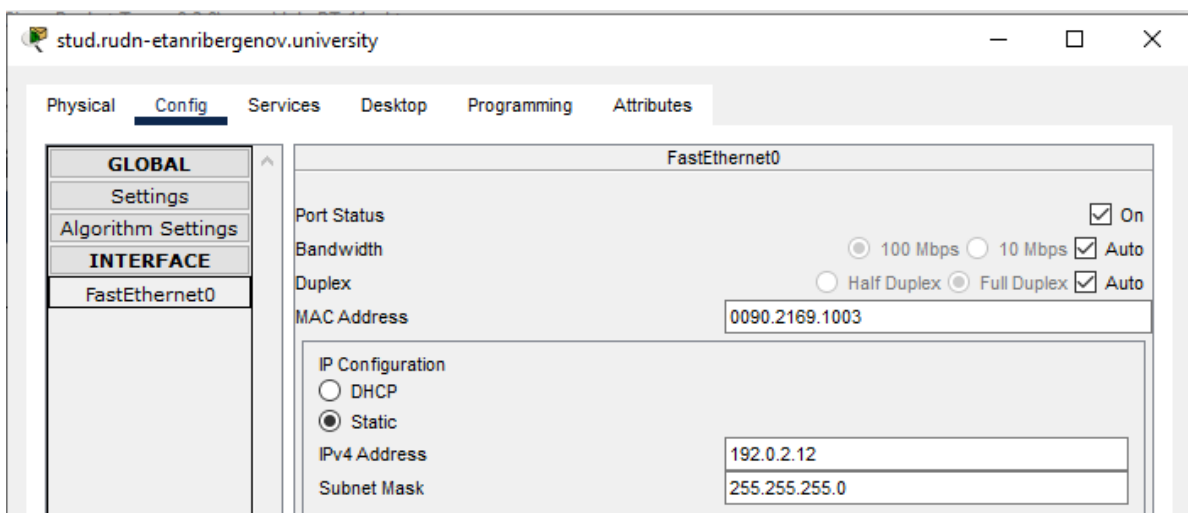 stud.rudn-etanribergenov.university
Physical Config Services Desktop Programming Attributes
GLOBAL
Settings
Algorithm Settings
INTERFACE
FastEthernet0
FastEthernet0
Port Status On
Bandwidth 100 Mbps 10 Mbps Auto
Duplex Half Duplex Full Duplex Auto
MAC Address 0090.2169.1003
IP Configuration
DHCP
Static
IPv4 Address 192.0.2.12
Subnet Mask 255.255.255.0